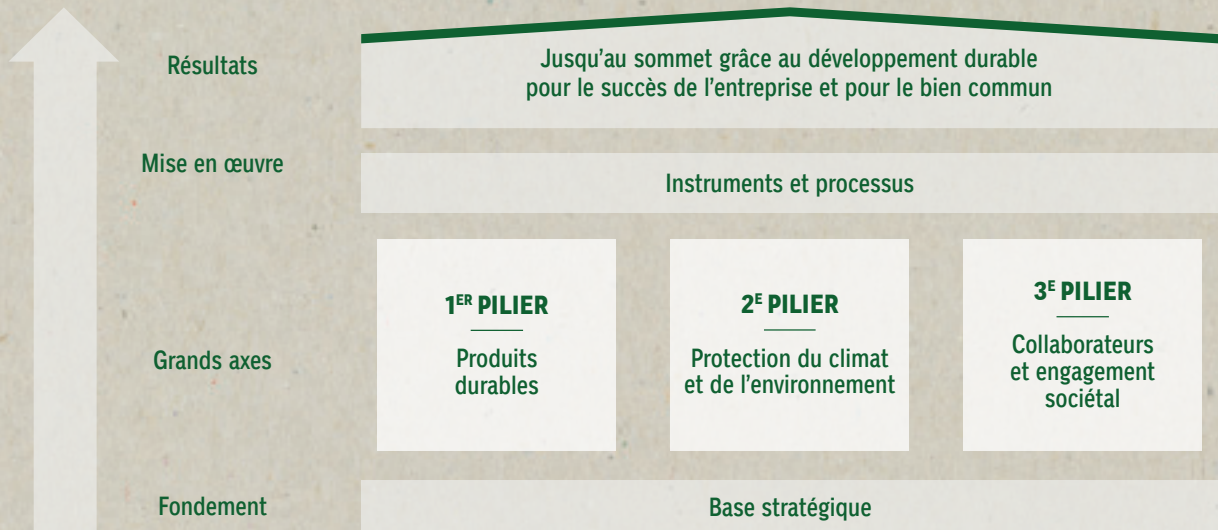 Résultats
Jusqu’au sommet grâce au développement durable
pour le succès de l’entreprise et pour le bien commun
Mise en œuvre
Instruments et processus
Grands axes
1ER PILIER
Produits
durables
2E PILIER
Protection du climat
et de l’environnement
3E PILIER
Collaborateurs
et engagement
sociétal
Fondement
Base stratégique